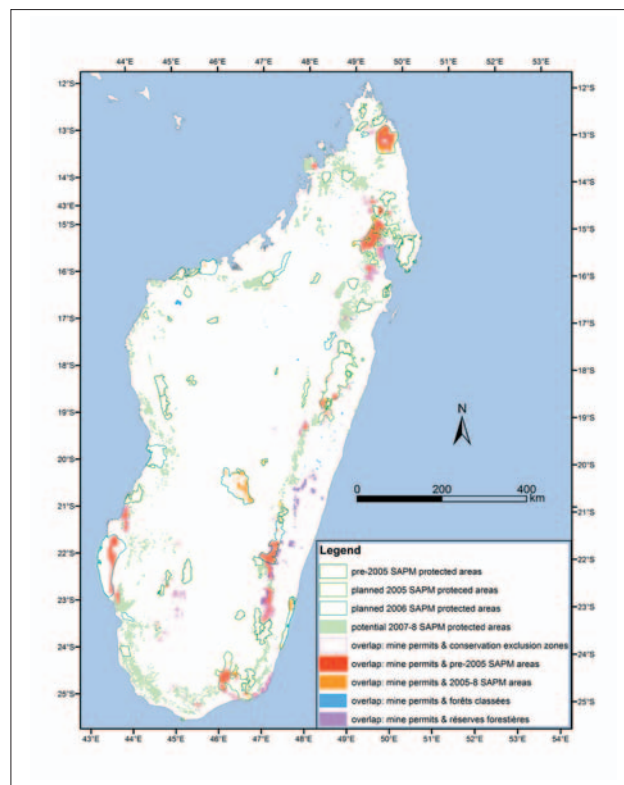 44°E 45°E 46°E 47°E 48°E 49°E 50°E 51°E 52°E 53°E
12°S 12°S
13°S 13°S
14°S 14°S
43°E
15°S 15°S
16°S 16°S
17°S 17°S
18°S 18°S
19°S 19°S
N
20°S 20°S
0 200 400
km
21°S 21°S
22°S 22°S
23°S 23°S
24°S 24°S
25°S 25°S
Legend
pre-2005 SAPM protected areas
planned 2005 SAPM proteced areas
planned 2006 SAPM protected areas
potential 2007-8 SAPM protected areas
overlap: mine permits & conservation exclusion zones
overlap: mine permits & pre-2005 SAPM areas
overlap: mine permits & 2005-8 SAPM areas
overlap: mine permits & forêts classées
overlap: mine permits & réserves forestières
43°E 44°E 45°E 46°E 47°E 48°E 49°E 50°E 51°E 52°E 53°E 54°E